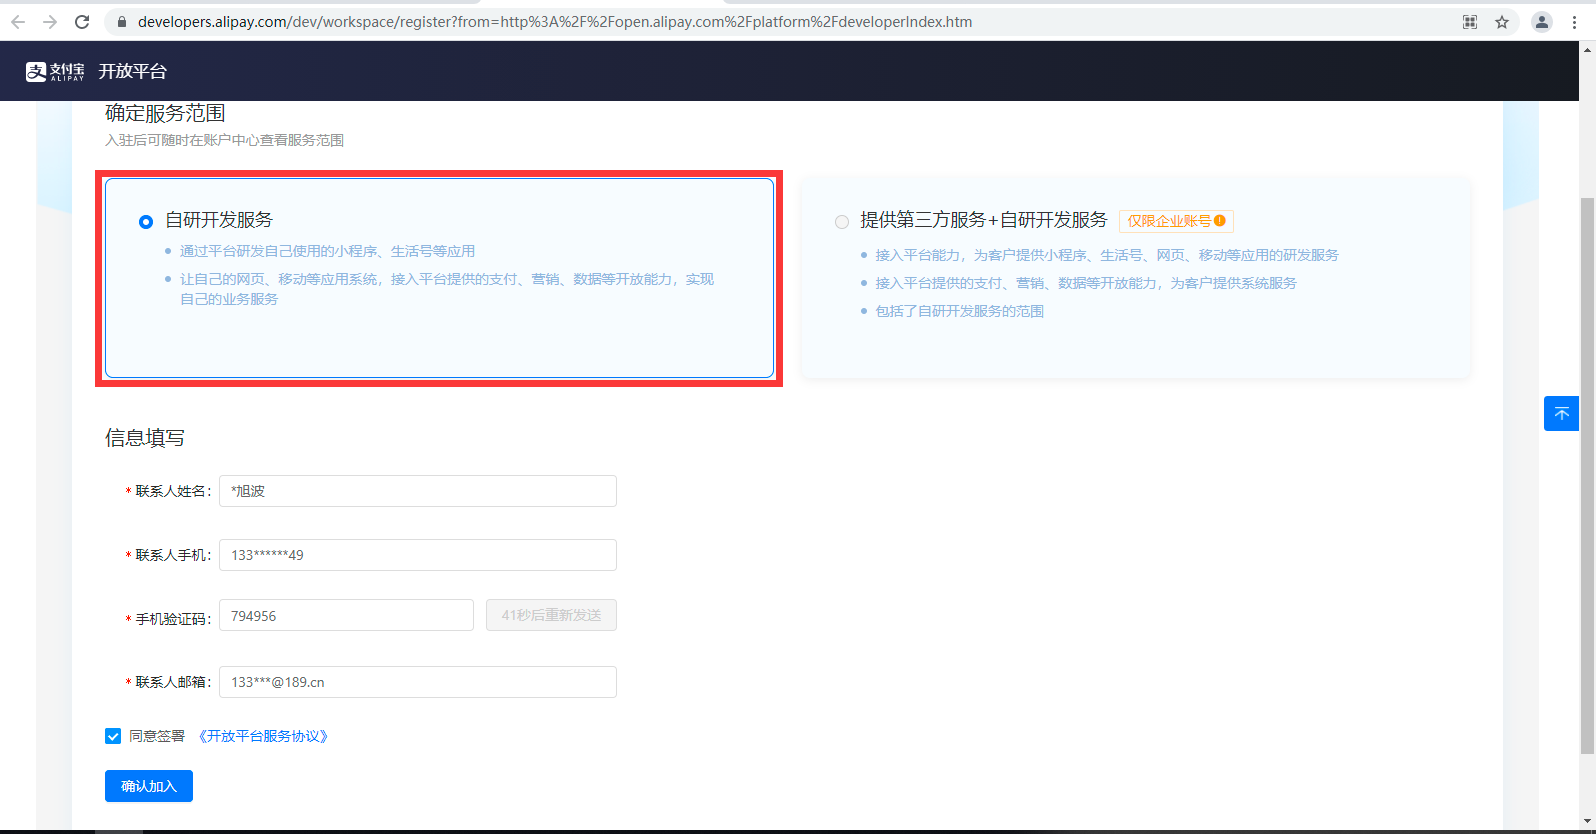 developers.alipay.com/dev/workspace/register?from=http%3A%2F%2Fopen.alipay.com%2Fplatform%2FdeveloperIndex.htm
支 支付宝 ALIPAY 开放平台
确定服务范围
入驻后可随时在账户中心查看服务范围
自研开发服务
通过平台研发自己使用的小程序、生活号等应用
让自己的网页、移动等应用系统，接入平台提供的支付、营销、数据等开放能力，实现
自己的业务服务
提供第三方服务+自研开发服务 仅限企业账号
接入平台能力，为客户提供小程序、生活号、网页、移动等应用的研发服务
接入平台提供的支付、营销、数据等开放能力，为客户提供系统服务
包括了自研开发服务的范围
信息填写
* 联系人姓名： *旭波
* 联系人手机： 133******49
* 手机验证码： 794956 41秒后重新发送
* 联系人邮箱： 133***@189.cn
同意签署 《开放平台服务协议》
确认加入